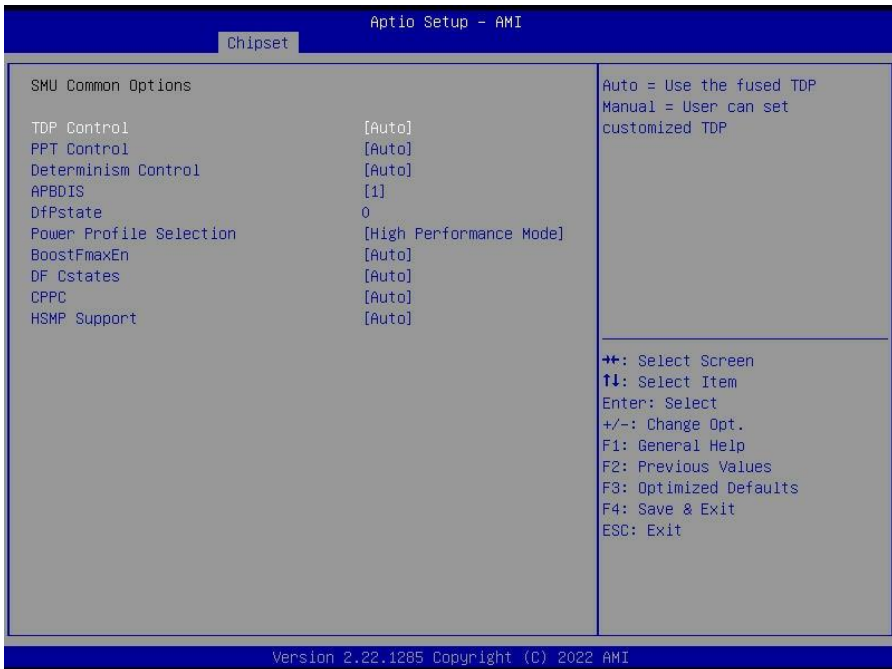 Aptio Setup – AMI
Chipset
SMU Common Options
TDP Control [Auto]
PPT Control [Auto]
Determinism Control [Auto]
APBDIS [1]
DfPstate 0
Power Profile Selection [High Performance Mode]
BoostFmaxEn [Auto]
DF Cstates [Auto]
CPPC [Auto]
HSMP Support [Auto]
Auto = Use the fused TDP
Manual = User can set
customized TDP
→←: Select Screen
↑↓: Select Item
Enter: Select
+/-: Change Opt.
F1: General Help
F2: Previous Values
F3: Optimized Defaults
F4: Save & Exit
ESC: Exit
Version 2.22.1285 Copyright (C) 2022 AMI